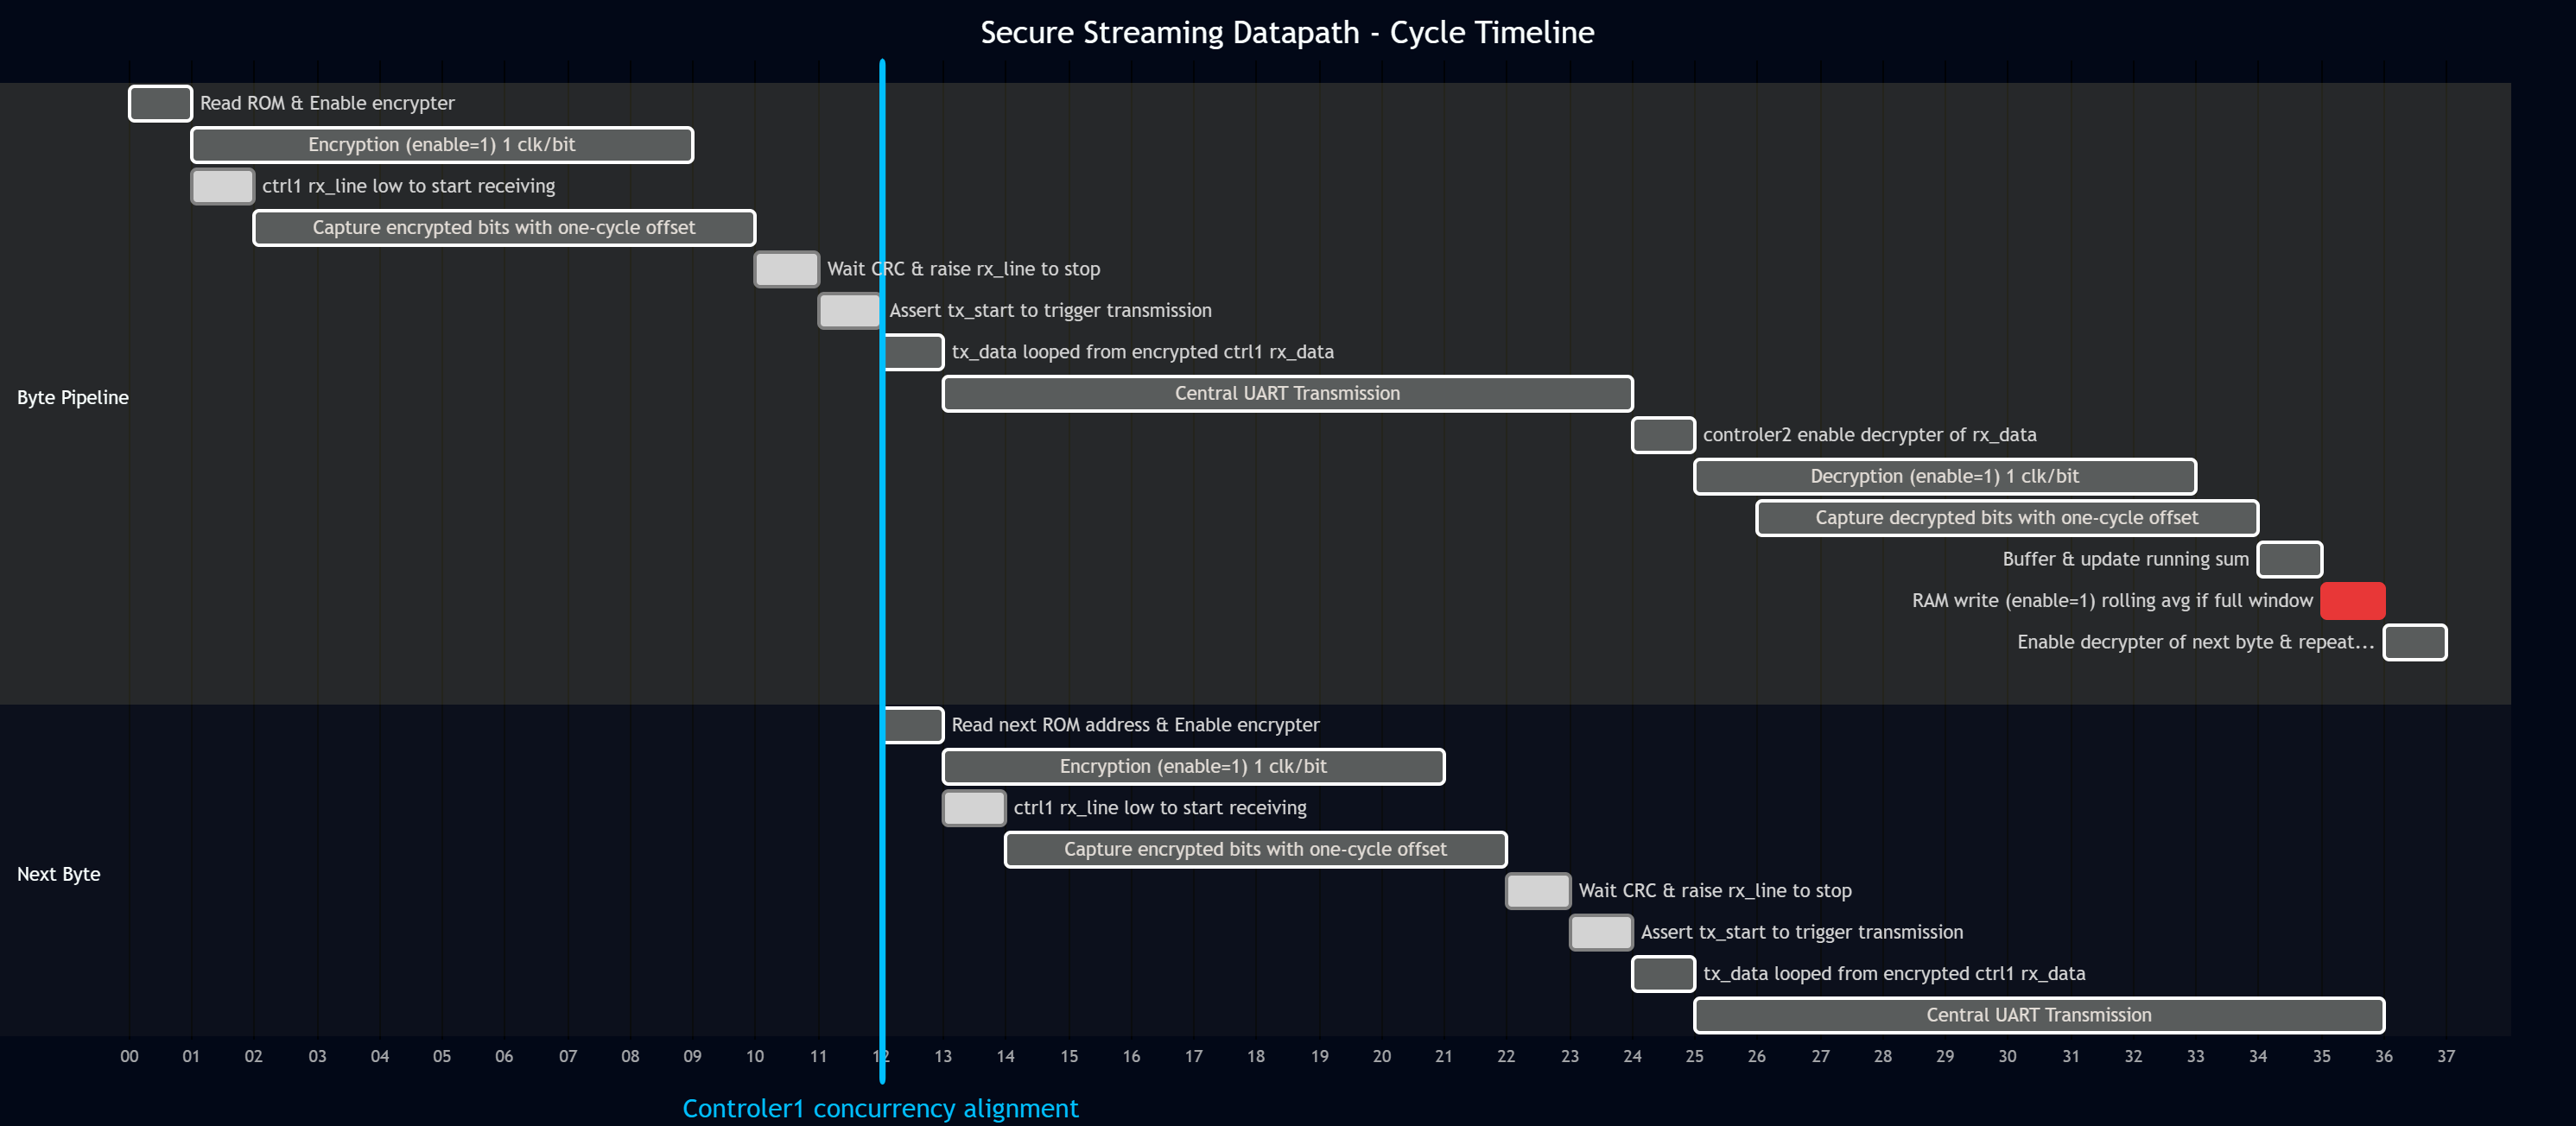 Secure Streaming Datapath - Cycle Timeline
Read ROM & Enable encrypter
Encryption (enable=1) 1 clk/bit
ctrl1 rx_line low to start receiving
Capture encrypted bits with one-cycle offset
Wait CRC & raise rx_line to stop
Assert tx_start to trigger transmission
tx_data looped from encrypted ctrl1 rx_data
Central UART Transmission
Byte Pipeline
controler2 enable decrypter of rx_data
Decryption (enable=1) 1 clk/bit
Capture decrypted bits with one-cycle offset
Buffer & update running sum
RAM write (enable=1) rolling avg if full window
Enable decrypter of next byte & repeat...
Read next ROM address & Enable encrypter
Encryption (enable=1) 1 clk/bit
ctrl1 rx_line low to start receiving
Capture encrypted bits with one-cycle offset
Next Byte
Wait CRC & raise rx_line to stop
Assert tx_start to trigger transmission
tx_data looped from encrypted ctrl1 rx_data
Central UART Transmission
00 01 02 03 04 05 06 07 08 09 10 11 12 13 14 15 16 17 18 19 20 21 22 23 24 25 26 27 28 29 30 31 32 33 34 35 36 37
Controler1 concurrency alignment